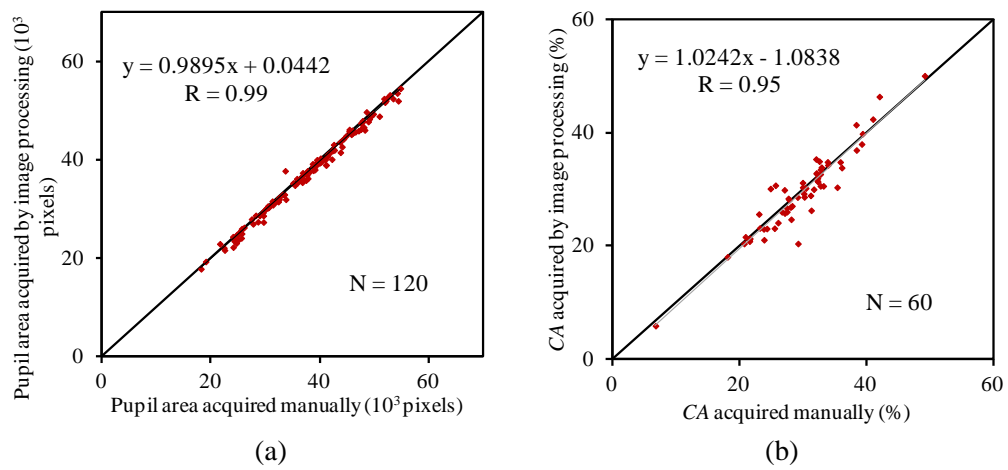 Pupil area acquired by image processing (10³
pixels)
60
40
20
0
y = 0.9895x + 0.0442
R = 0.99
N = 120
0 20 40 60
Pupil area acquired manually (10³ pixels)
(a)
CA acquired by image processing (%)
60
40
20
0
y = 1.0242x - 1.0838
R = 0.95
N = 60
0 20 40 60
CA acquired manually (%)
(b)